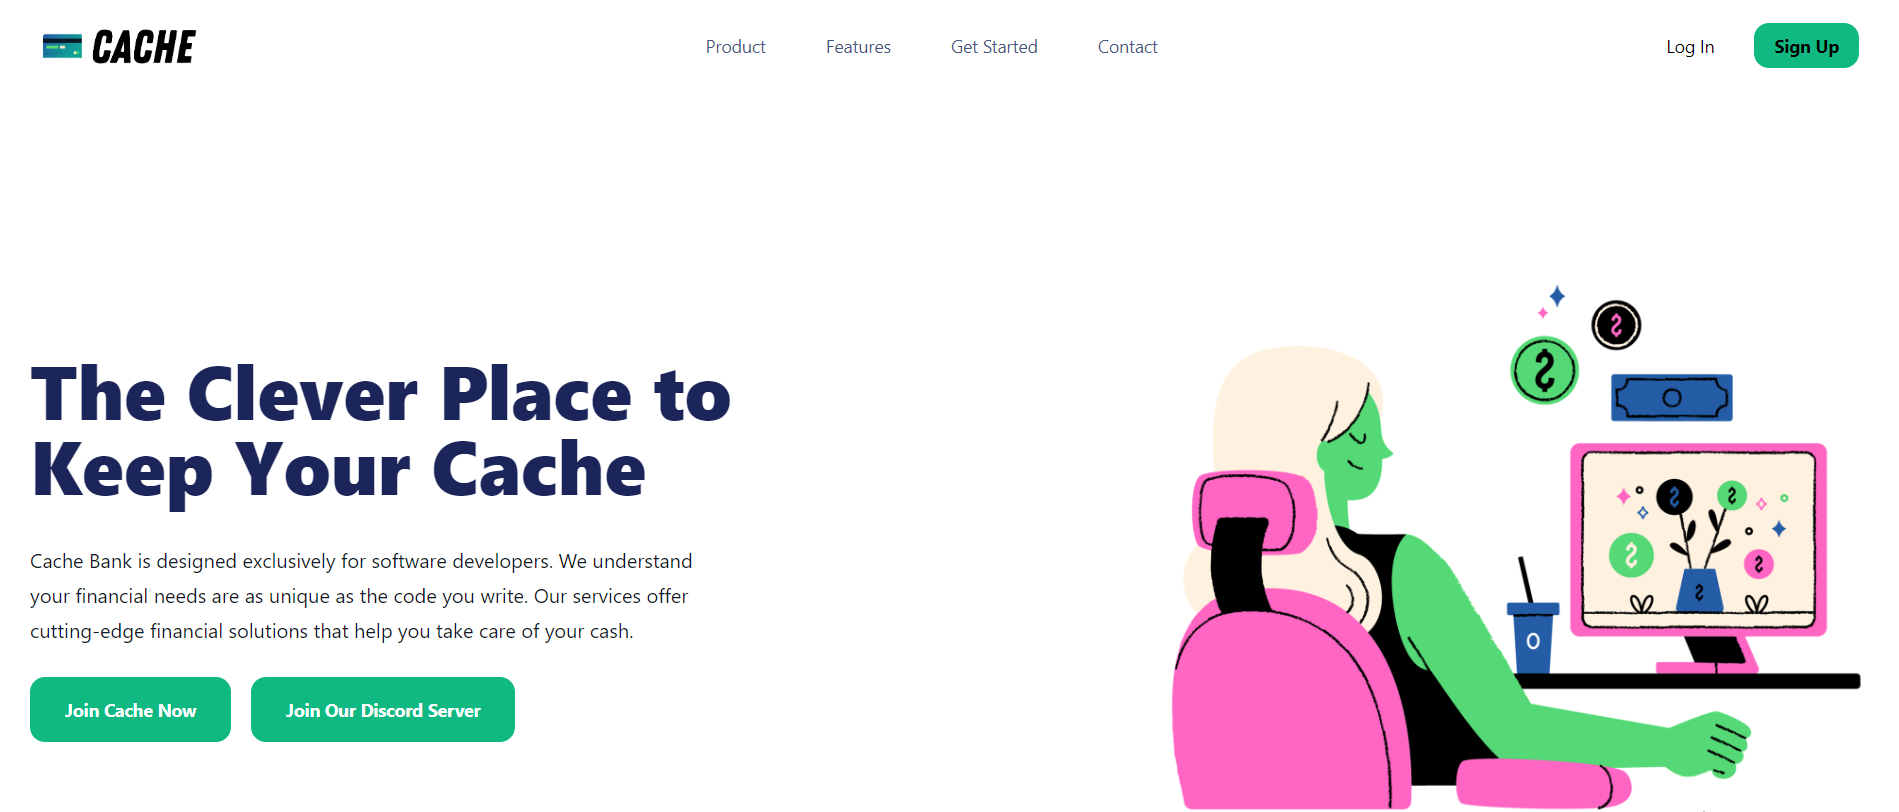 CACHE
Product
Features
Get Started
Contact
Log In
Sign Up
The Clever Place to
Keep Your Cache
Cache Bank is designed exclusively for software developers. We understand
your financial needs are as unique as the code you write. Our services offer
cutting-edge financial solutions that help you take care of your cash.
Join Cache Now
Join Our Discord Server